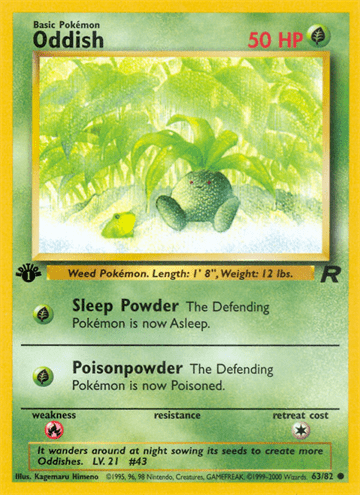 Basic Pokémon
Oddish 50 HP
EDITION 1
Weed Pokémon. Length: 1' 8", Weight: 12 lbs.
R
Sleep Powder The Defending
Pokémon is now Asleep.
Poisonpowder The Defending
Pokémon is now Poisoned.
weakness resistance retreat cost
It wanders around at night sowing its seeds to create more
Oddishes. LV. 21 #43
Illus. Kagemaru Himeno ©1995, 96, 98 Nintendo, Creatures, GAMEFREAK. ©1999-2000 Wizards. 63/82